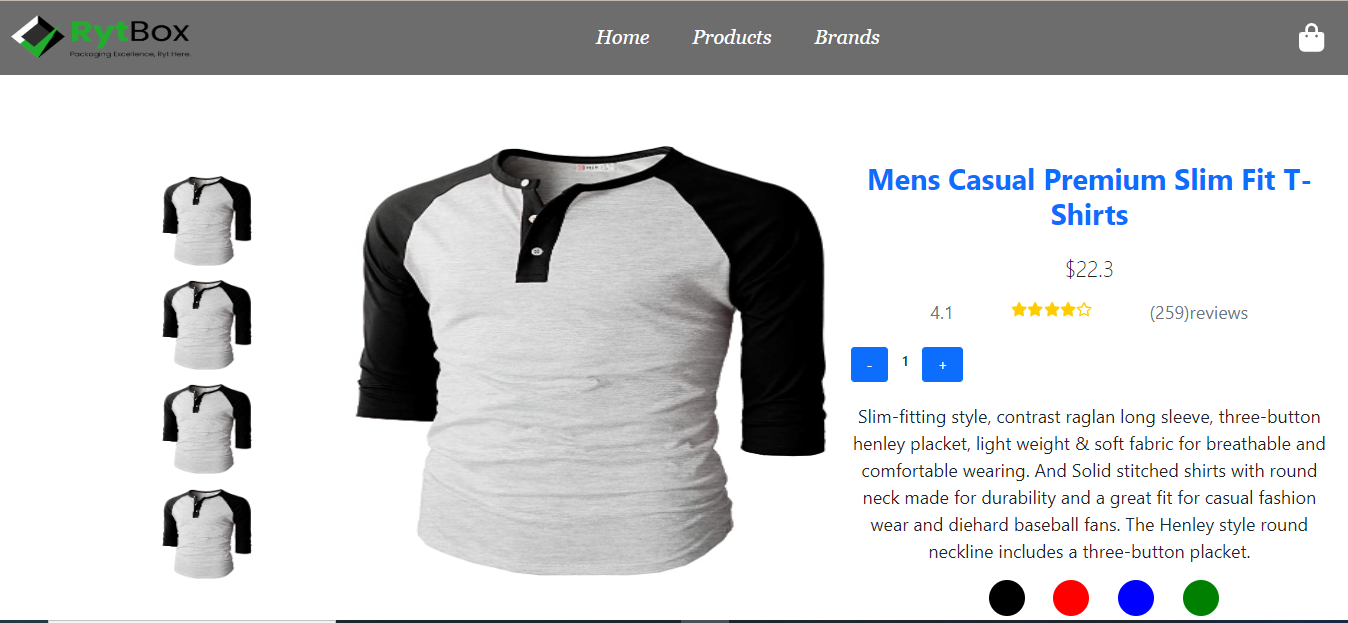 RytBox
Packaging Excellence, Ryt Here.
Home Products Brands
Mens Casual Premium Slim Fit T-
Shirts
$22.3
4.1 (259)reviews
- 1 +
Slim-fitting style, contrast raglan long sleeve, three-button
henley placket, light weight & soft fabric for breathable and
comfortable wearing. And Solid stitched shirts with round
neck made for durability and a great fit for casual fashion
wear and diehard baseball fans. The Henley style round
neckline includes a three-button placket.